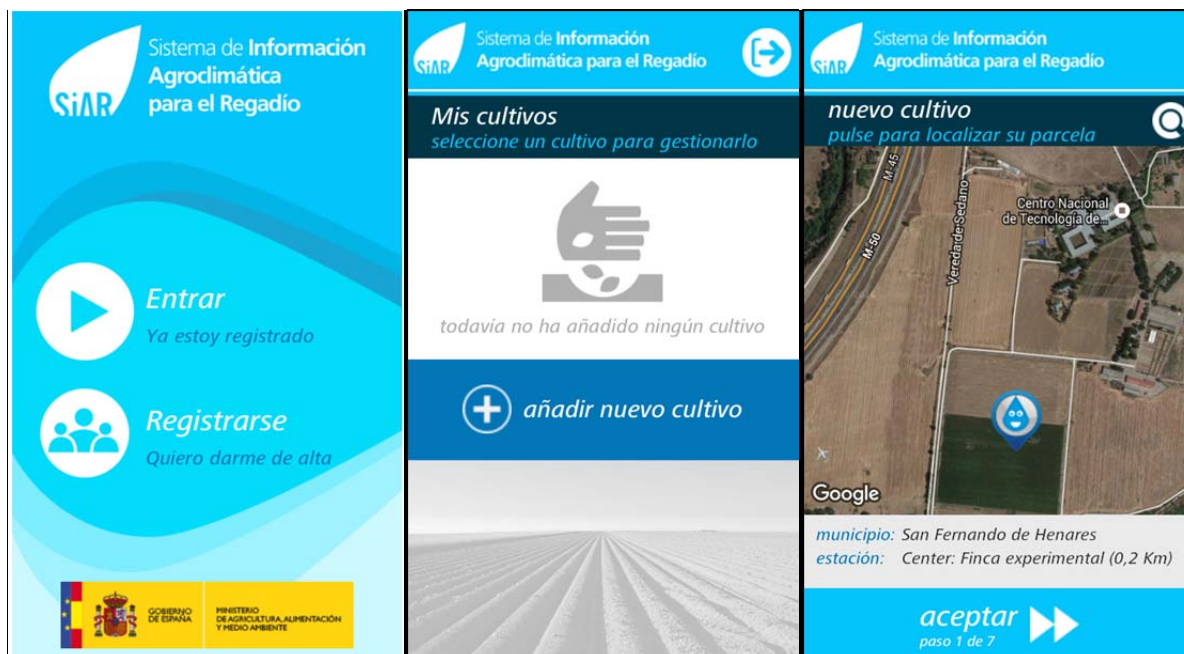 SiAR
Sistema de Información
Agroclimática
para el Regadío
Entrar
Ya estoy registrado
Registrarse
Quiero darme de alta
GOBIERNO
DE ESPAÑA
MINISTERIO
DE AGRICULTURA, ALIMENTACIÓN
Y MEDIO AMBIENTE
SiAR
Sistema de Información
Agroclimática para el Regadío
Mis cultivos
seleccione un cultivo para gestionarlo
todavía no ha añadido ningún cultivo
añadir nuevo cultivo
SiAR
Sistema de Información
Agroclimática para el Regadío
nuevo cultivo
pulse para localizar su parcela
M-45
M-50
Vereda de Sedano
Centro Nacional
de Tecnología de...
Google
municipio: San Fernando de Henares
estación: Center: Finca experimental (0,2 Km)
aceptar
paso 1 de 7